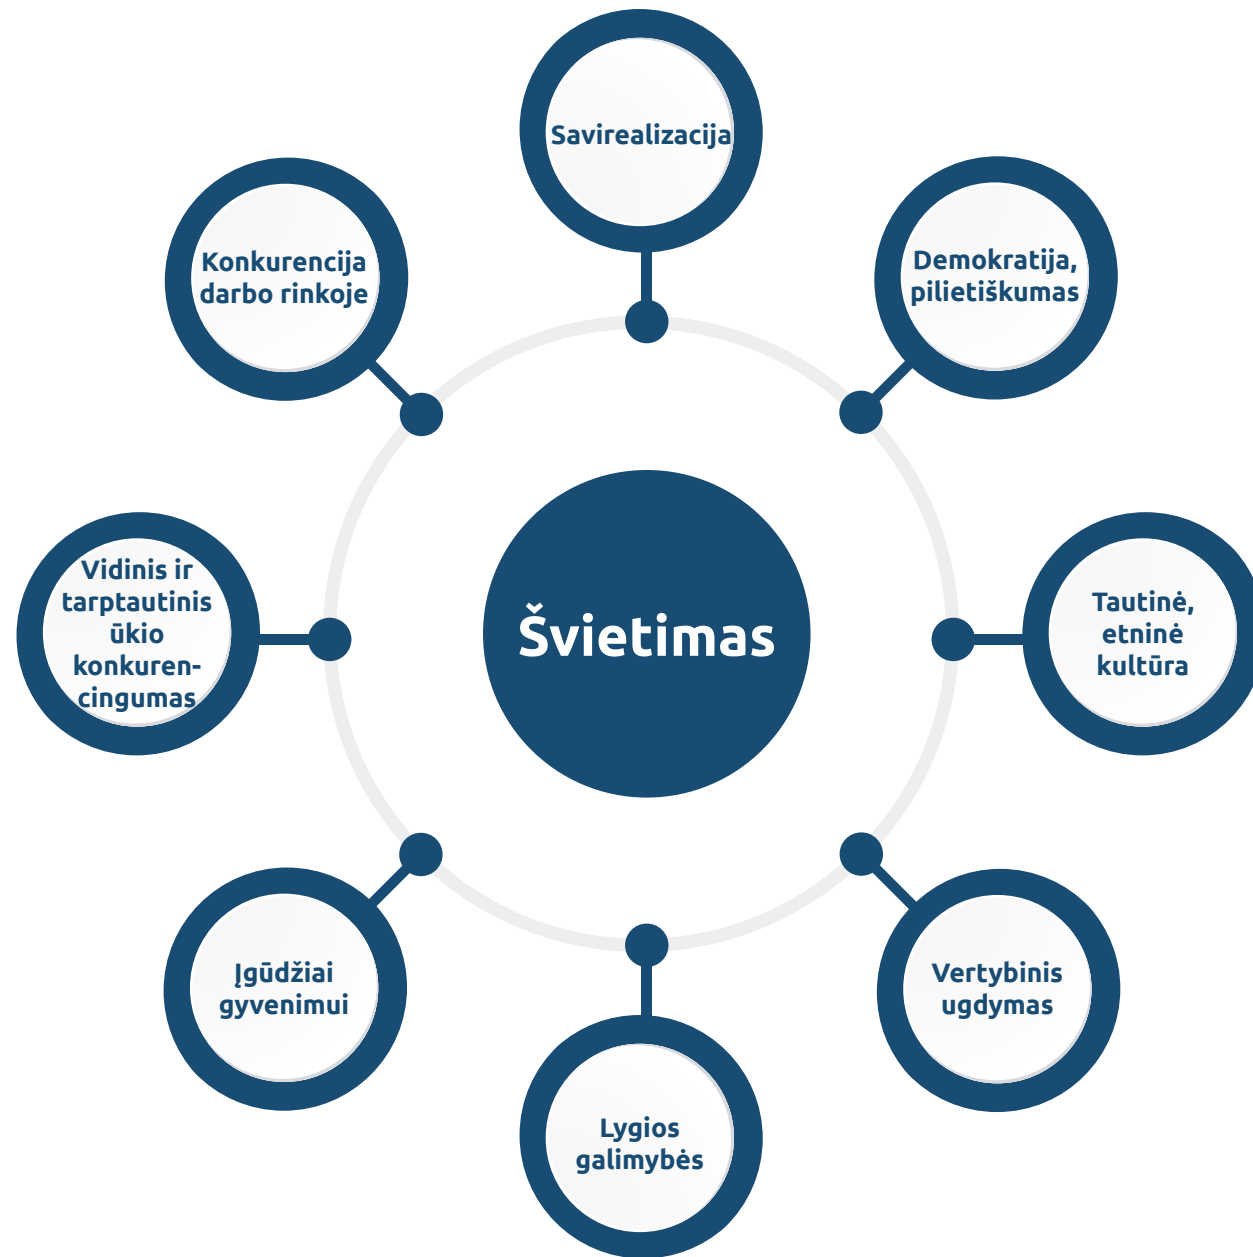 Savirealizacija
Konkurencija
darbo rinkoje
Demokratija,
pilietiškumas
Vidinis ir
tarptautinis
ūkio
konkuren-
cingumas
Švietimas
Tautinė,
etninė
kultūra
Įgūdžiai
gyvenimui
Vertybinis
ugdymas
Lygios
galimybės